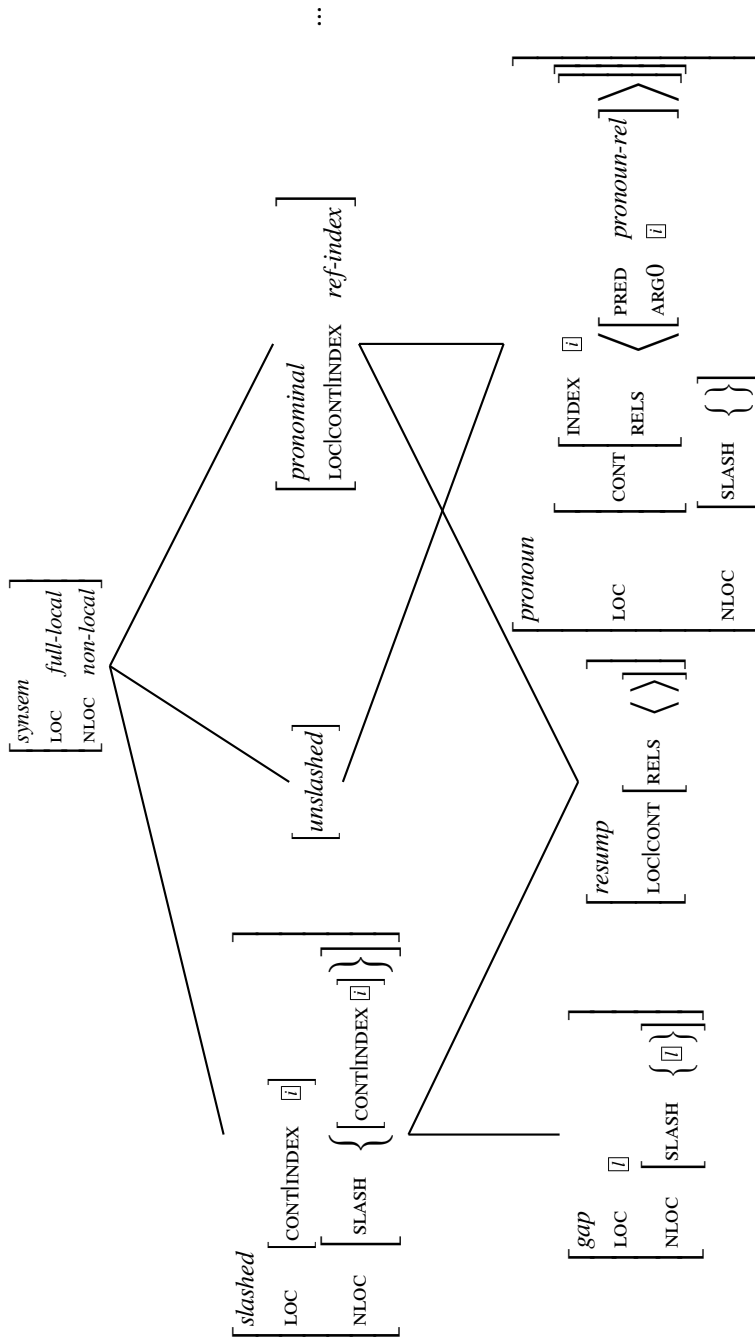 synsem
LOC full-local
NLOC non-local
slashed
LOC [CONT|INDEX i]
NLOC [SLASH { [CONT|INDEX i] }]
unslashed
pronominal
LOC|CONT|INDEX ref-index
...
gap
LOC l
NLOC [SLASH { l }]
resump
LOC|CONT [RELS ⟨⟩]
pronoun
LOC [CONT [INDEX i
RELS ⟨ [PRED pronoun-rel
ARG0 i] ⟩]]
NLOC [SLASH {}]